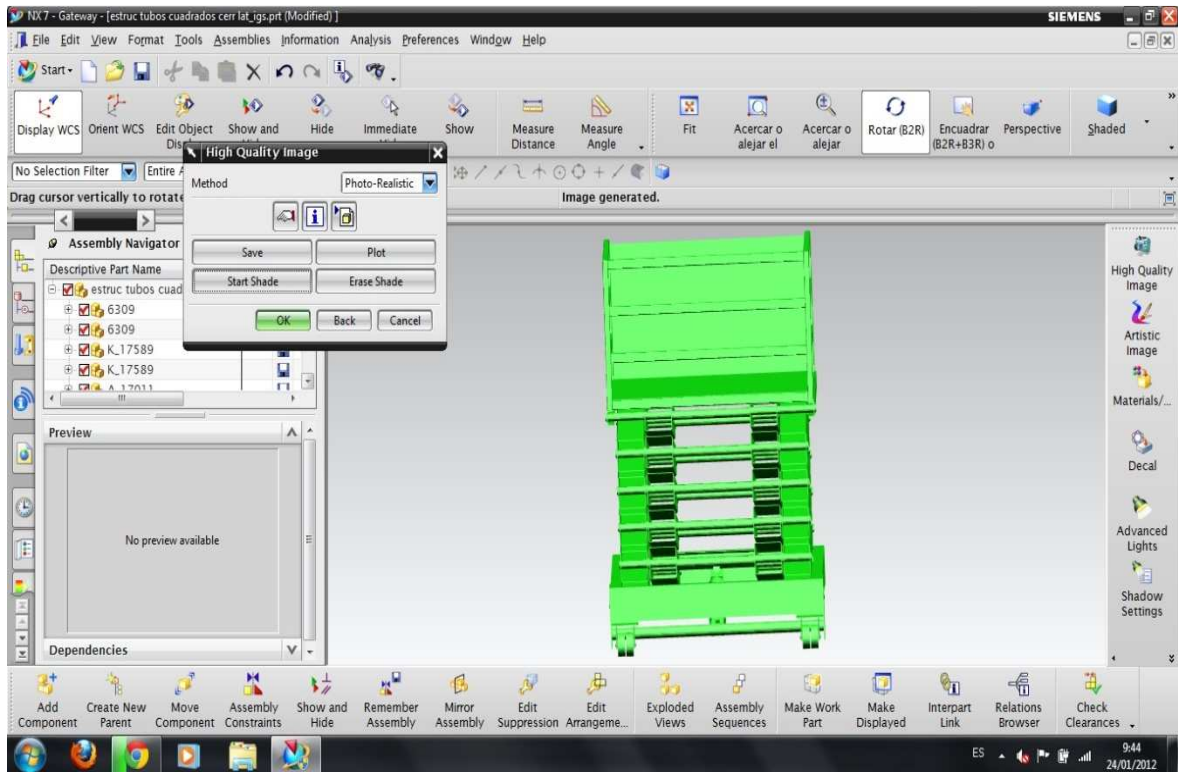 NX 7 - Gateway - [estruc tubos cuadrados cerr lat_igs.prt (Modified) ]
SIEMENS
File Edit View Format Tools Assemblies Information Analysis Preferences Window Help
Start
Display WCS
Orient WCS
Edit Object
Show and
Hide
Immediate
Show
Measure Distance
Measure Angle
Fit
Acercar o alejar el
Acercar o alejar
Rotar (B2R)
Encuadrar (B2R+B3R) o
Perspective
Shaded
No Selection Filter
Entire
Drag cursor vertically to rotate
Image generated.
High Quality Image
Method
Photo-Realistic
Save
Plot
Start Shade
Erase Shade
OK
Back
Cancel
Assembly Navigator
Descriptive Part Name
estruc tubos cuad
6309
6309
K_17589
K_17589
A_17011
Preview
No preview available
Dependencies
High Quality Image
Artistic Image
Materials/...
Decal
Advanced Lights
Shadow Settings
Add Component
Create New Parent
Move Component
Assembly Constraints
Show and Hide
Remember Assembly
Mirror Assembly
Edit Suppression
Edit Arrangeme...
Exploded Views
Assembly Sequences
Make Work Part
Make Displayed
Interpart Link
Relations Browser
Check Clearances
ES
9:44
24/01/2012